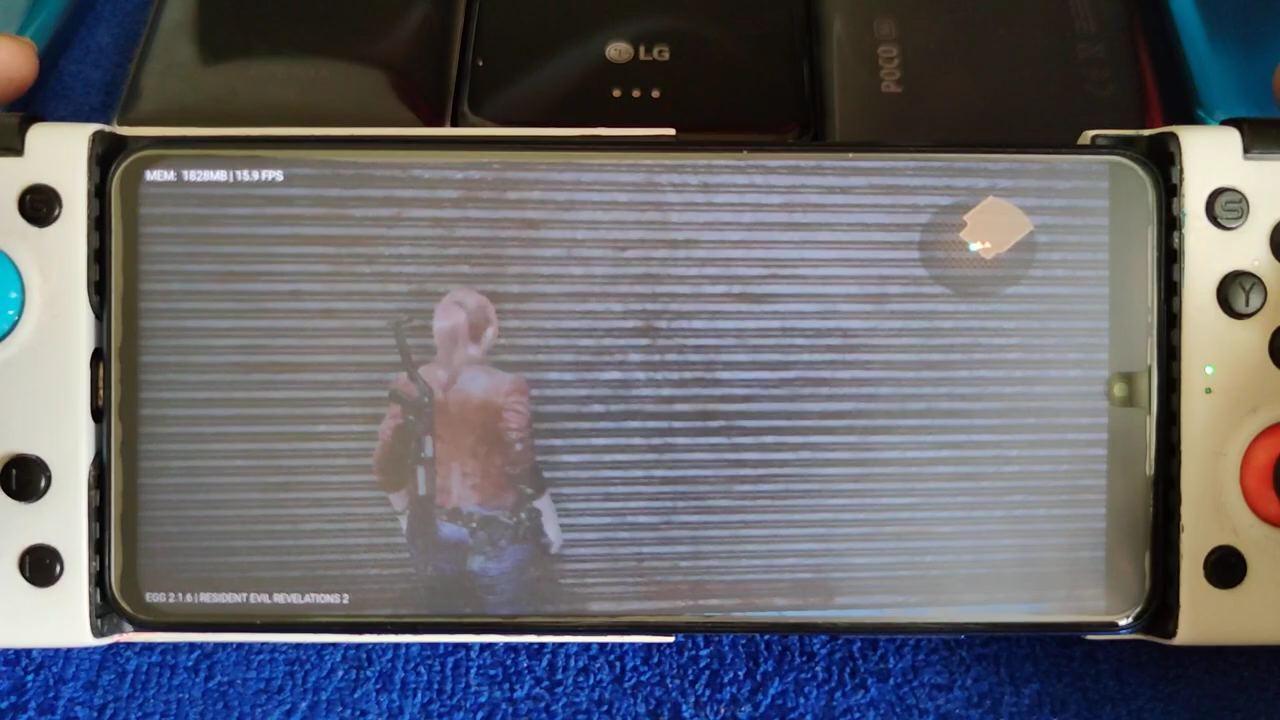 LG
POCO
MEM: 1828MB | 15.9 FPS
S
Y
EGG 2.1.6 | RESIDENT EVIL REVELATIONS 2